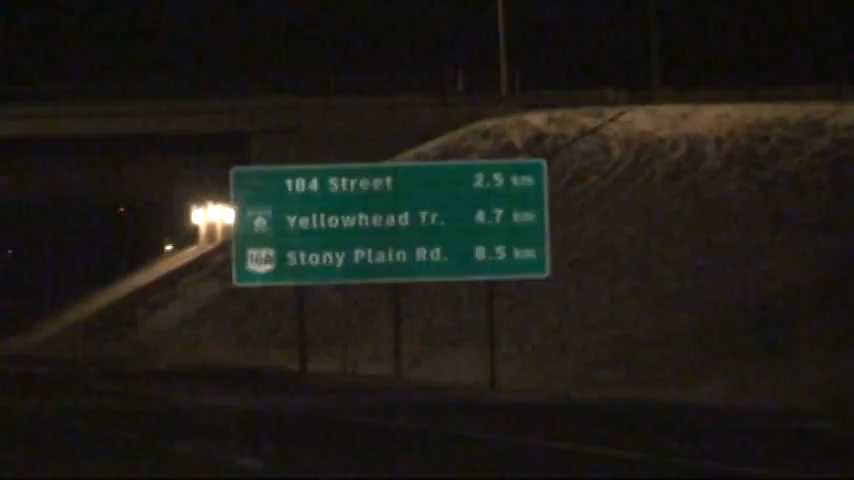 184 Street 2.5 km
Yellowhead Tr. 4.7 km
16A Stony Plain Rd. 8.5 km